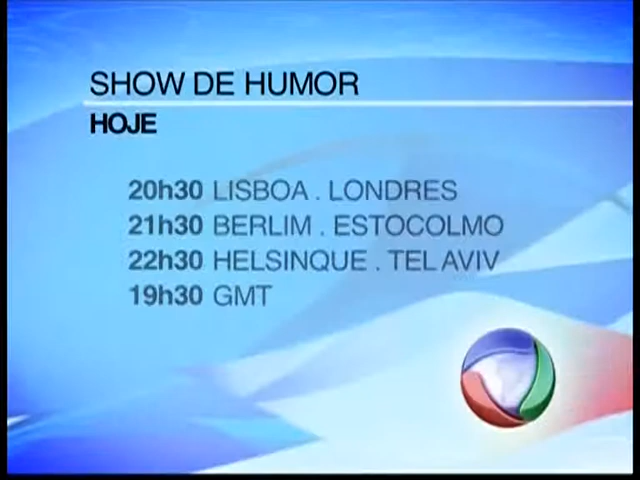 SHOW DE HUMOR
HOJE
20h30 LISBOA . LONDRES
21h30 BERLIM . ESTOCOLMO
22h30 HELSINQUE . TEL AVIV
19h30 GMT